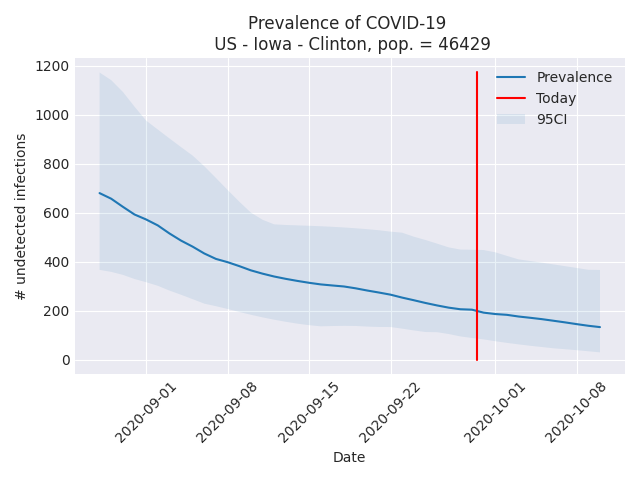 Prevalence of COVID-19
US - Iowa - Clinton, pop. = 46429
1200
1000
800
600
400
200
0
# undetected infections
Prevalence
Today
95CI
2020-09-01
2020-09-08
2020-09-15
2020-09-22
2020-10-01
2020-10-08
Date